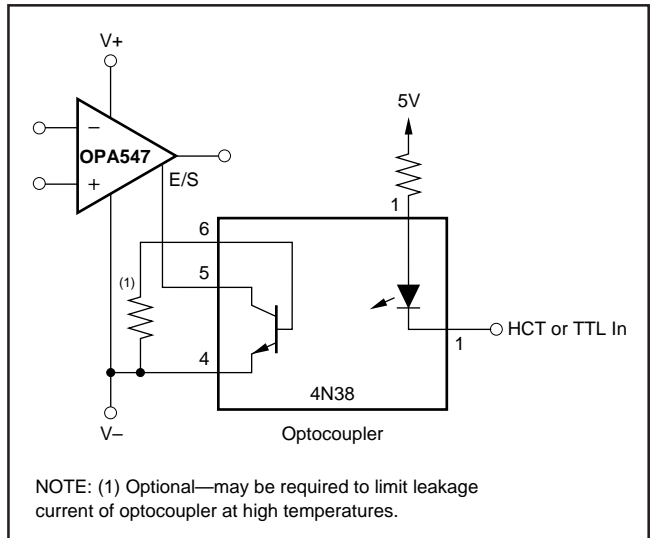 V+
5V
−
OPA547
+
E/S
1
6
(1)
5
HCT or TTL In
1
4
4N38
V−
Optocoupler
NOTE: (1) Optional—may be required to limit leakage
current of optocoupler at high temperatures.